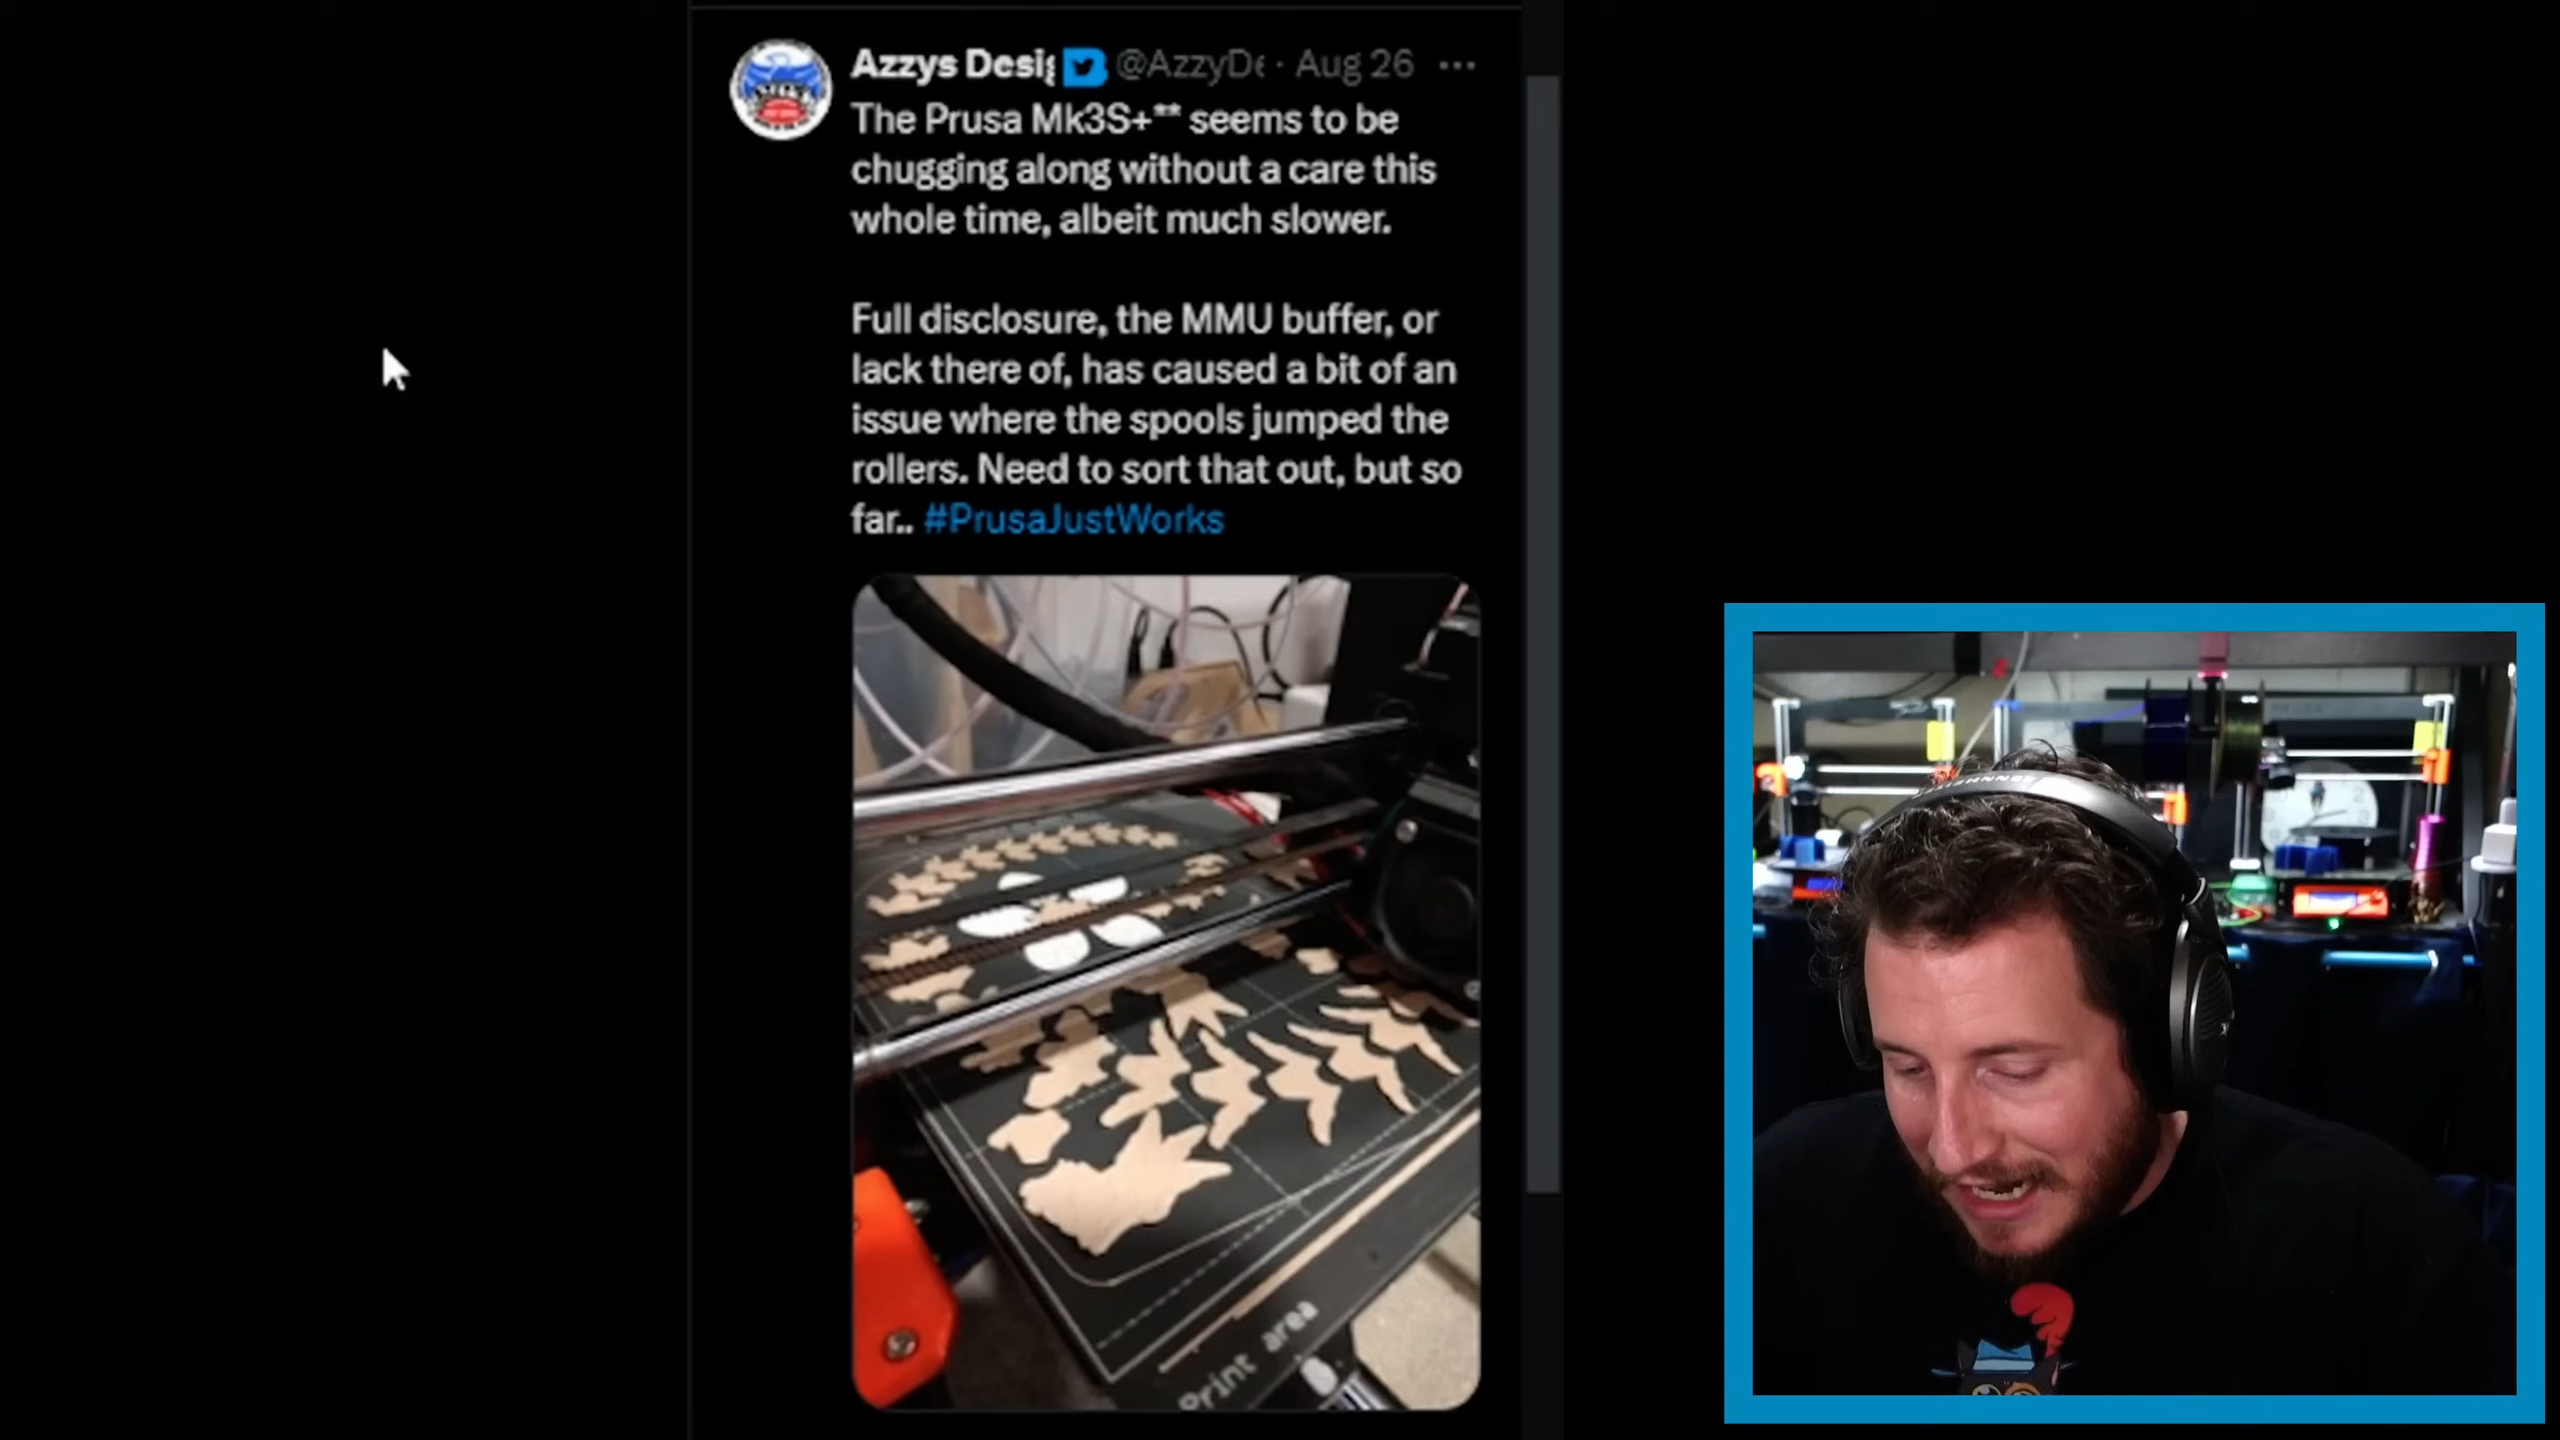 Azzys Desig @AzzyDe · Aug 26 ...
The Prusa Mk3S+** seems to be
chugging along without a care this
whole time, albeit much slower.
Full disclosure, the MMU buffer, or
lack there of, has caused a bit of an
issue where the spools jumped the
rollers. Need to sort that out, but so
far.. #PrusaJustWorks
Print area